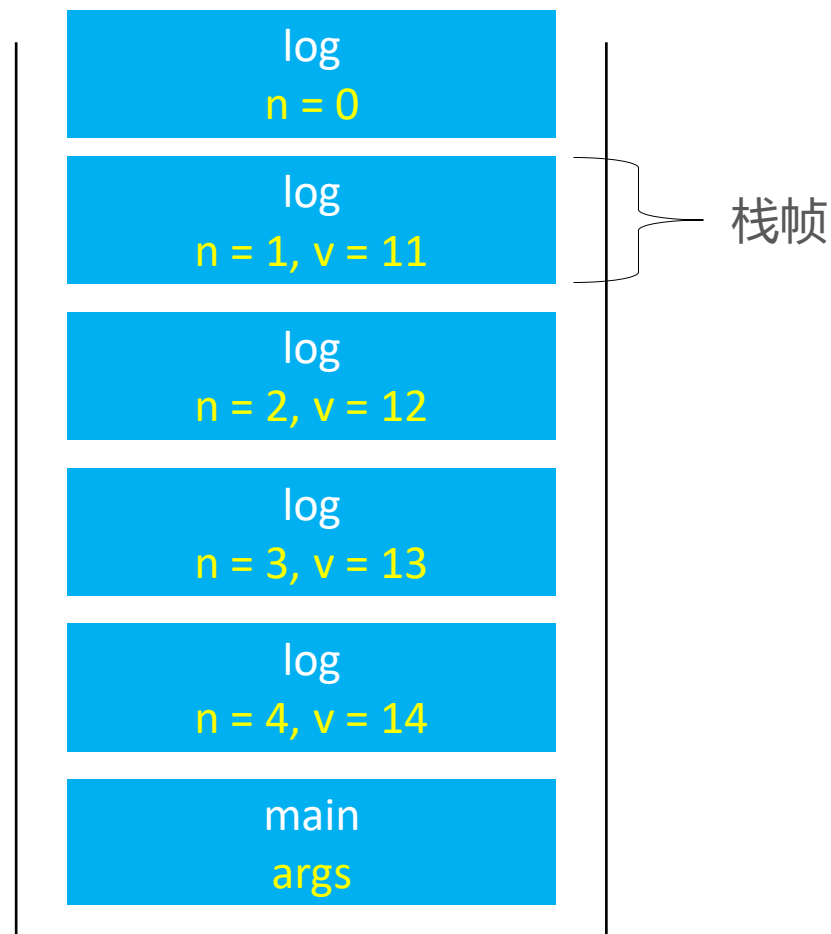 log
n = 0
log
n = 1, v = 11
栈帧
log
n = 2, v = 12
log
n = 3, v = 13
log
n = 4, v = 14
main
args